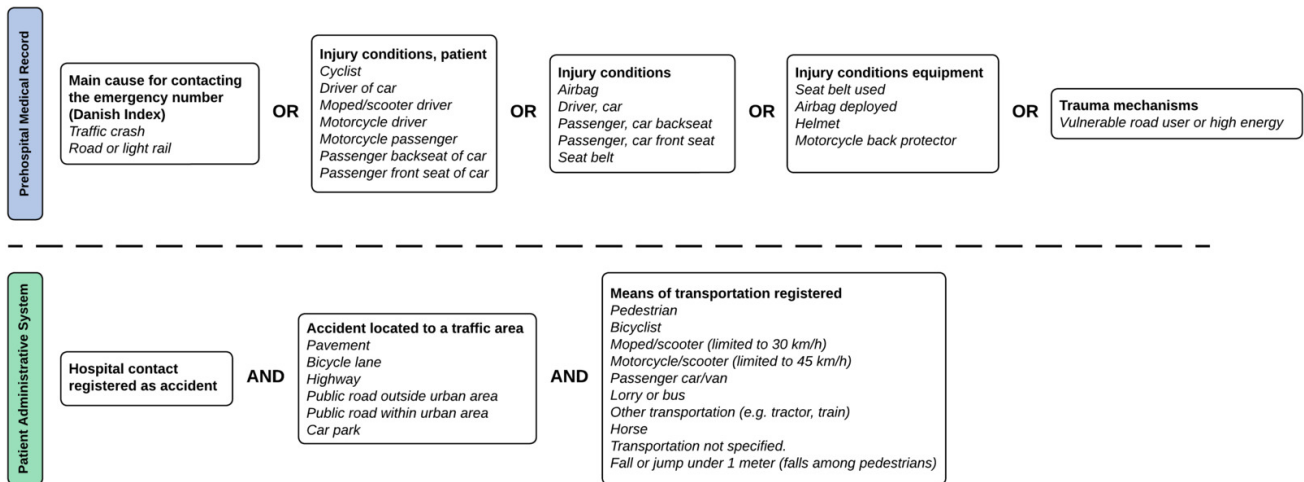 Prehospital Medical Record
Main cause for contacting
the emergency number
(Danish Index)
Traffic crash
Road or light rail
OR
Injury conditions, patient
Cyclist
Driver of car
Moped/scooter driver
Motorcycle driver
Motorcycle passenger
Passenger backseat of car
Passenger front seat of car
OR
Injury conditions
Airbag
Driver, car
Passenger, car backseat
Passenger, car front seat
Seat belt
OR
Injury conditions equipment
Seat belt used
Airbag deployed
Helmet
Motorcycle back protector
OR
Trauma mechanisms
Vulnerable road user or high energy
Patient Administrative System
Hospital contact
registered as accident
AND
Accident located to a traffic area
Pavement
Bicycle lane
Highway
Public road outside urban area
Public road within urban area
Car park
AND
Means of transportation registered
Pedestrian
Bicyclist
Moped/scooter (limited to 30 km/h)
Motorcycle/scooter (limited to 45 km/h)
Passenger car/van
Lorry or bus
Other transportation (e.g. tractor, train)
Horse
Transportation not specified.
Fall or jump under 1 meter (falls among pedestrians)